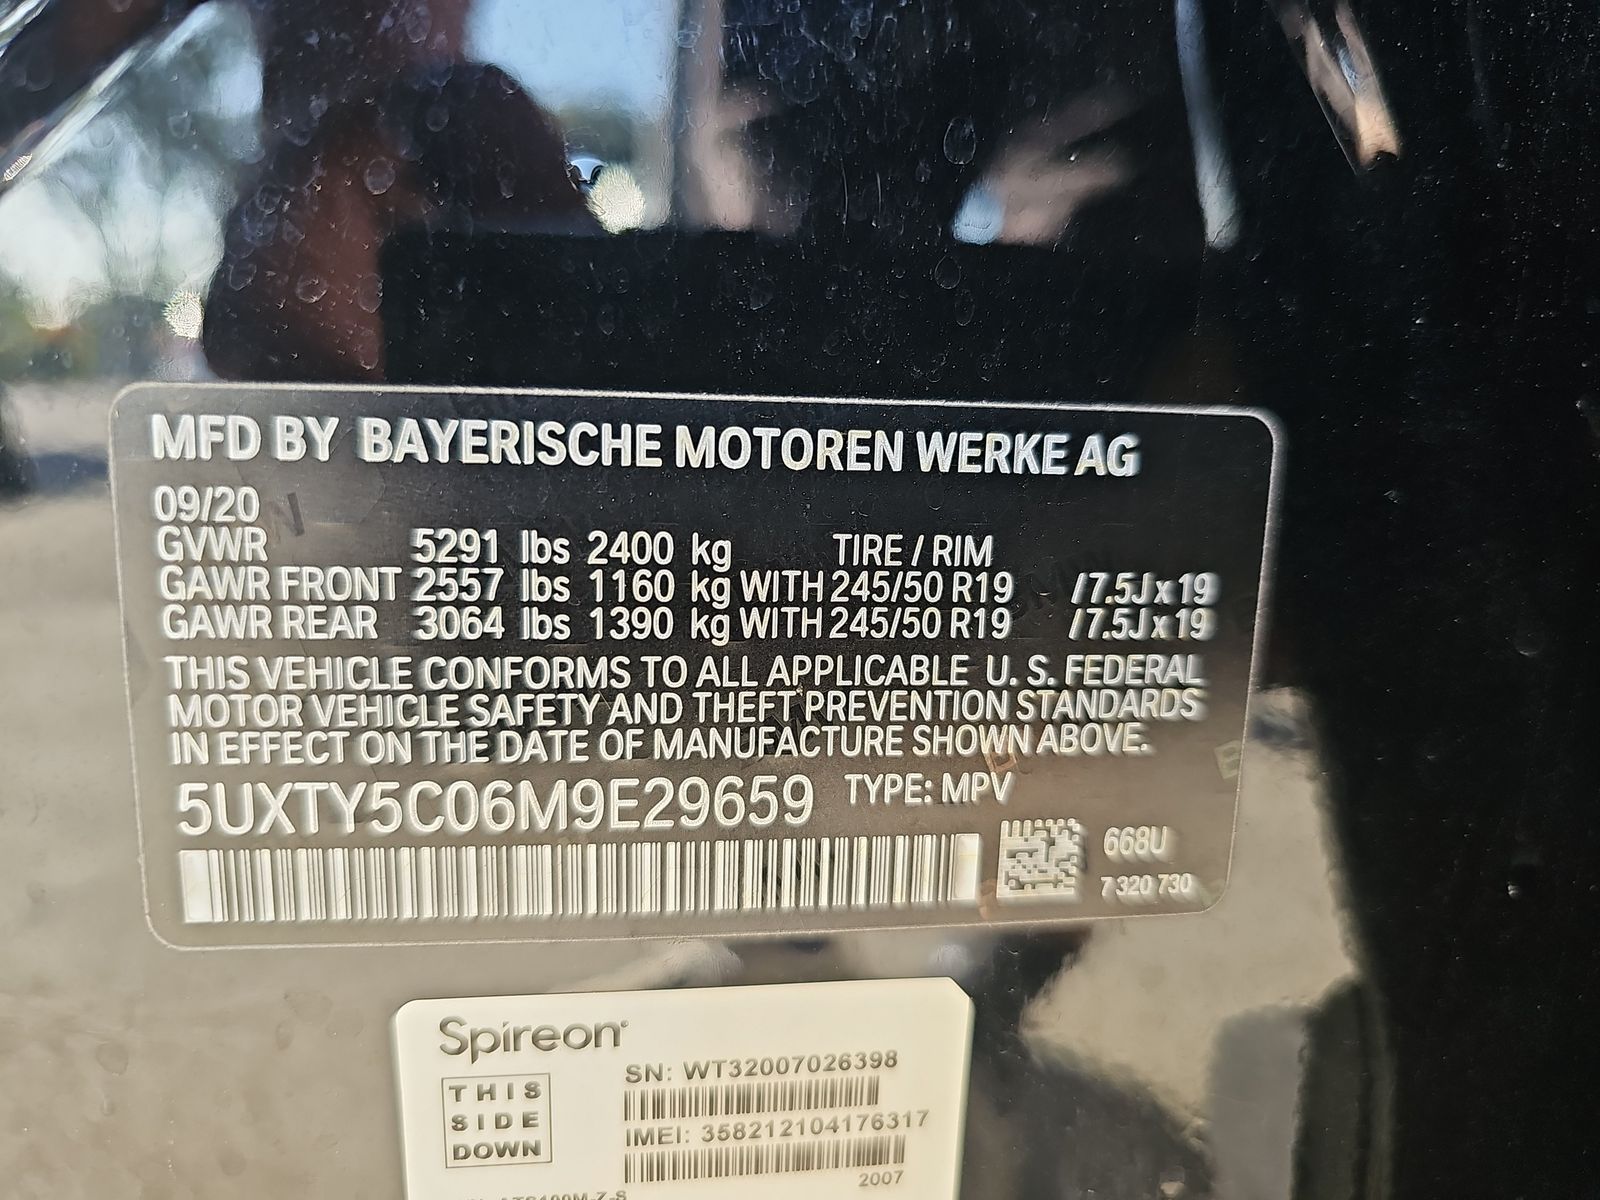 MFD BY BAYERISCHE MOTOREN WERKE AG
09/20
GVWR 5291 lbs 2400 kg TIRE / RIM
GAWR FRONT 2557 lbs 1160 kg WITH 245/50 R19 /7.5Jx19
GAWR REAR 3064 lbs 1390 kg WITH 245/50 R19 /7.5Jx19
THIS VEHICLE CONFORMS TO ALL APPLICABLE U. S. FEDERAL
MOTOR VEHICLE SAFETY AND THEFT PREVENTION STANDARDS
IN EFFECT ON THE DATE OF MANUFACTURE SHOWN ABOVE.
5UXTY5C06M9E29659 TYPE: MPV
668U
7 320 730
Spireon
THIS
SIDE
DOWN
SN: WT32007026398
IMEI: 358212104176317
2007